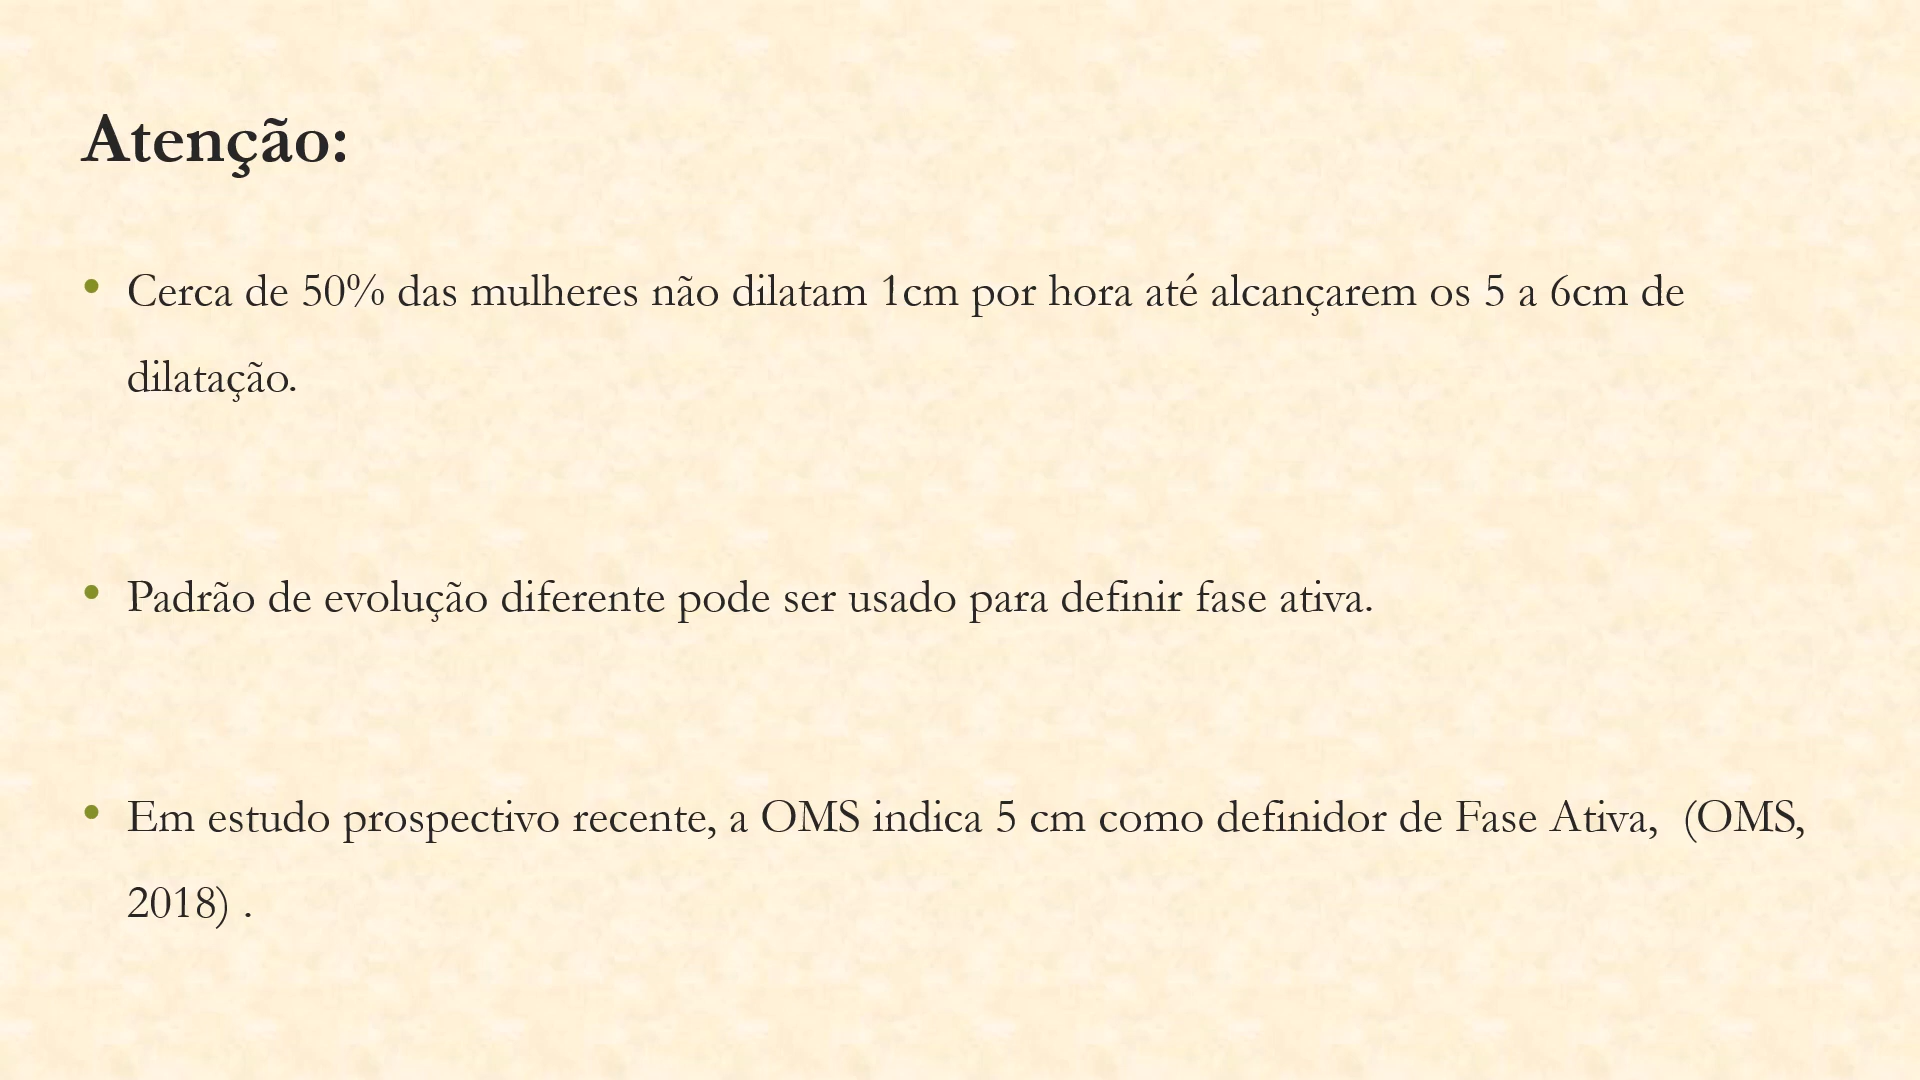 Atenção:
• Cerca de 50% das mulheres não dilatam 1cm por hora até alcançarem os 5 a 6cm de
dilatação.
• Padrão de evolução diferente pode ser usado para definir fase ativa.
• Em estudo prospectivo recente, a OMS indica 5 cm como definidor de Fase Ativa,  (OMS,
2018) .